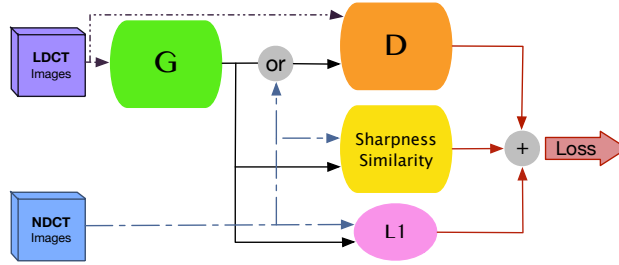 LDCT
Images
G
or
D
Sharpness
Similarity
+
Loss
NDCT
Images
L1